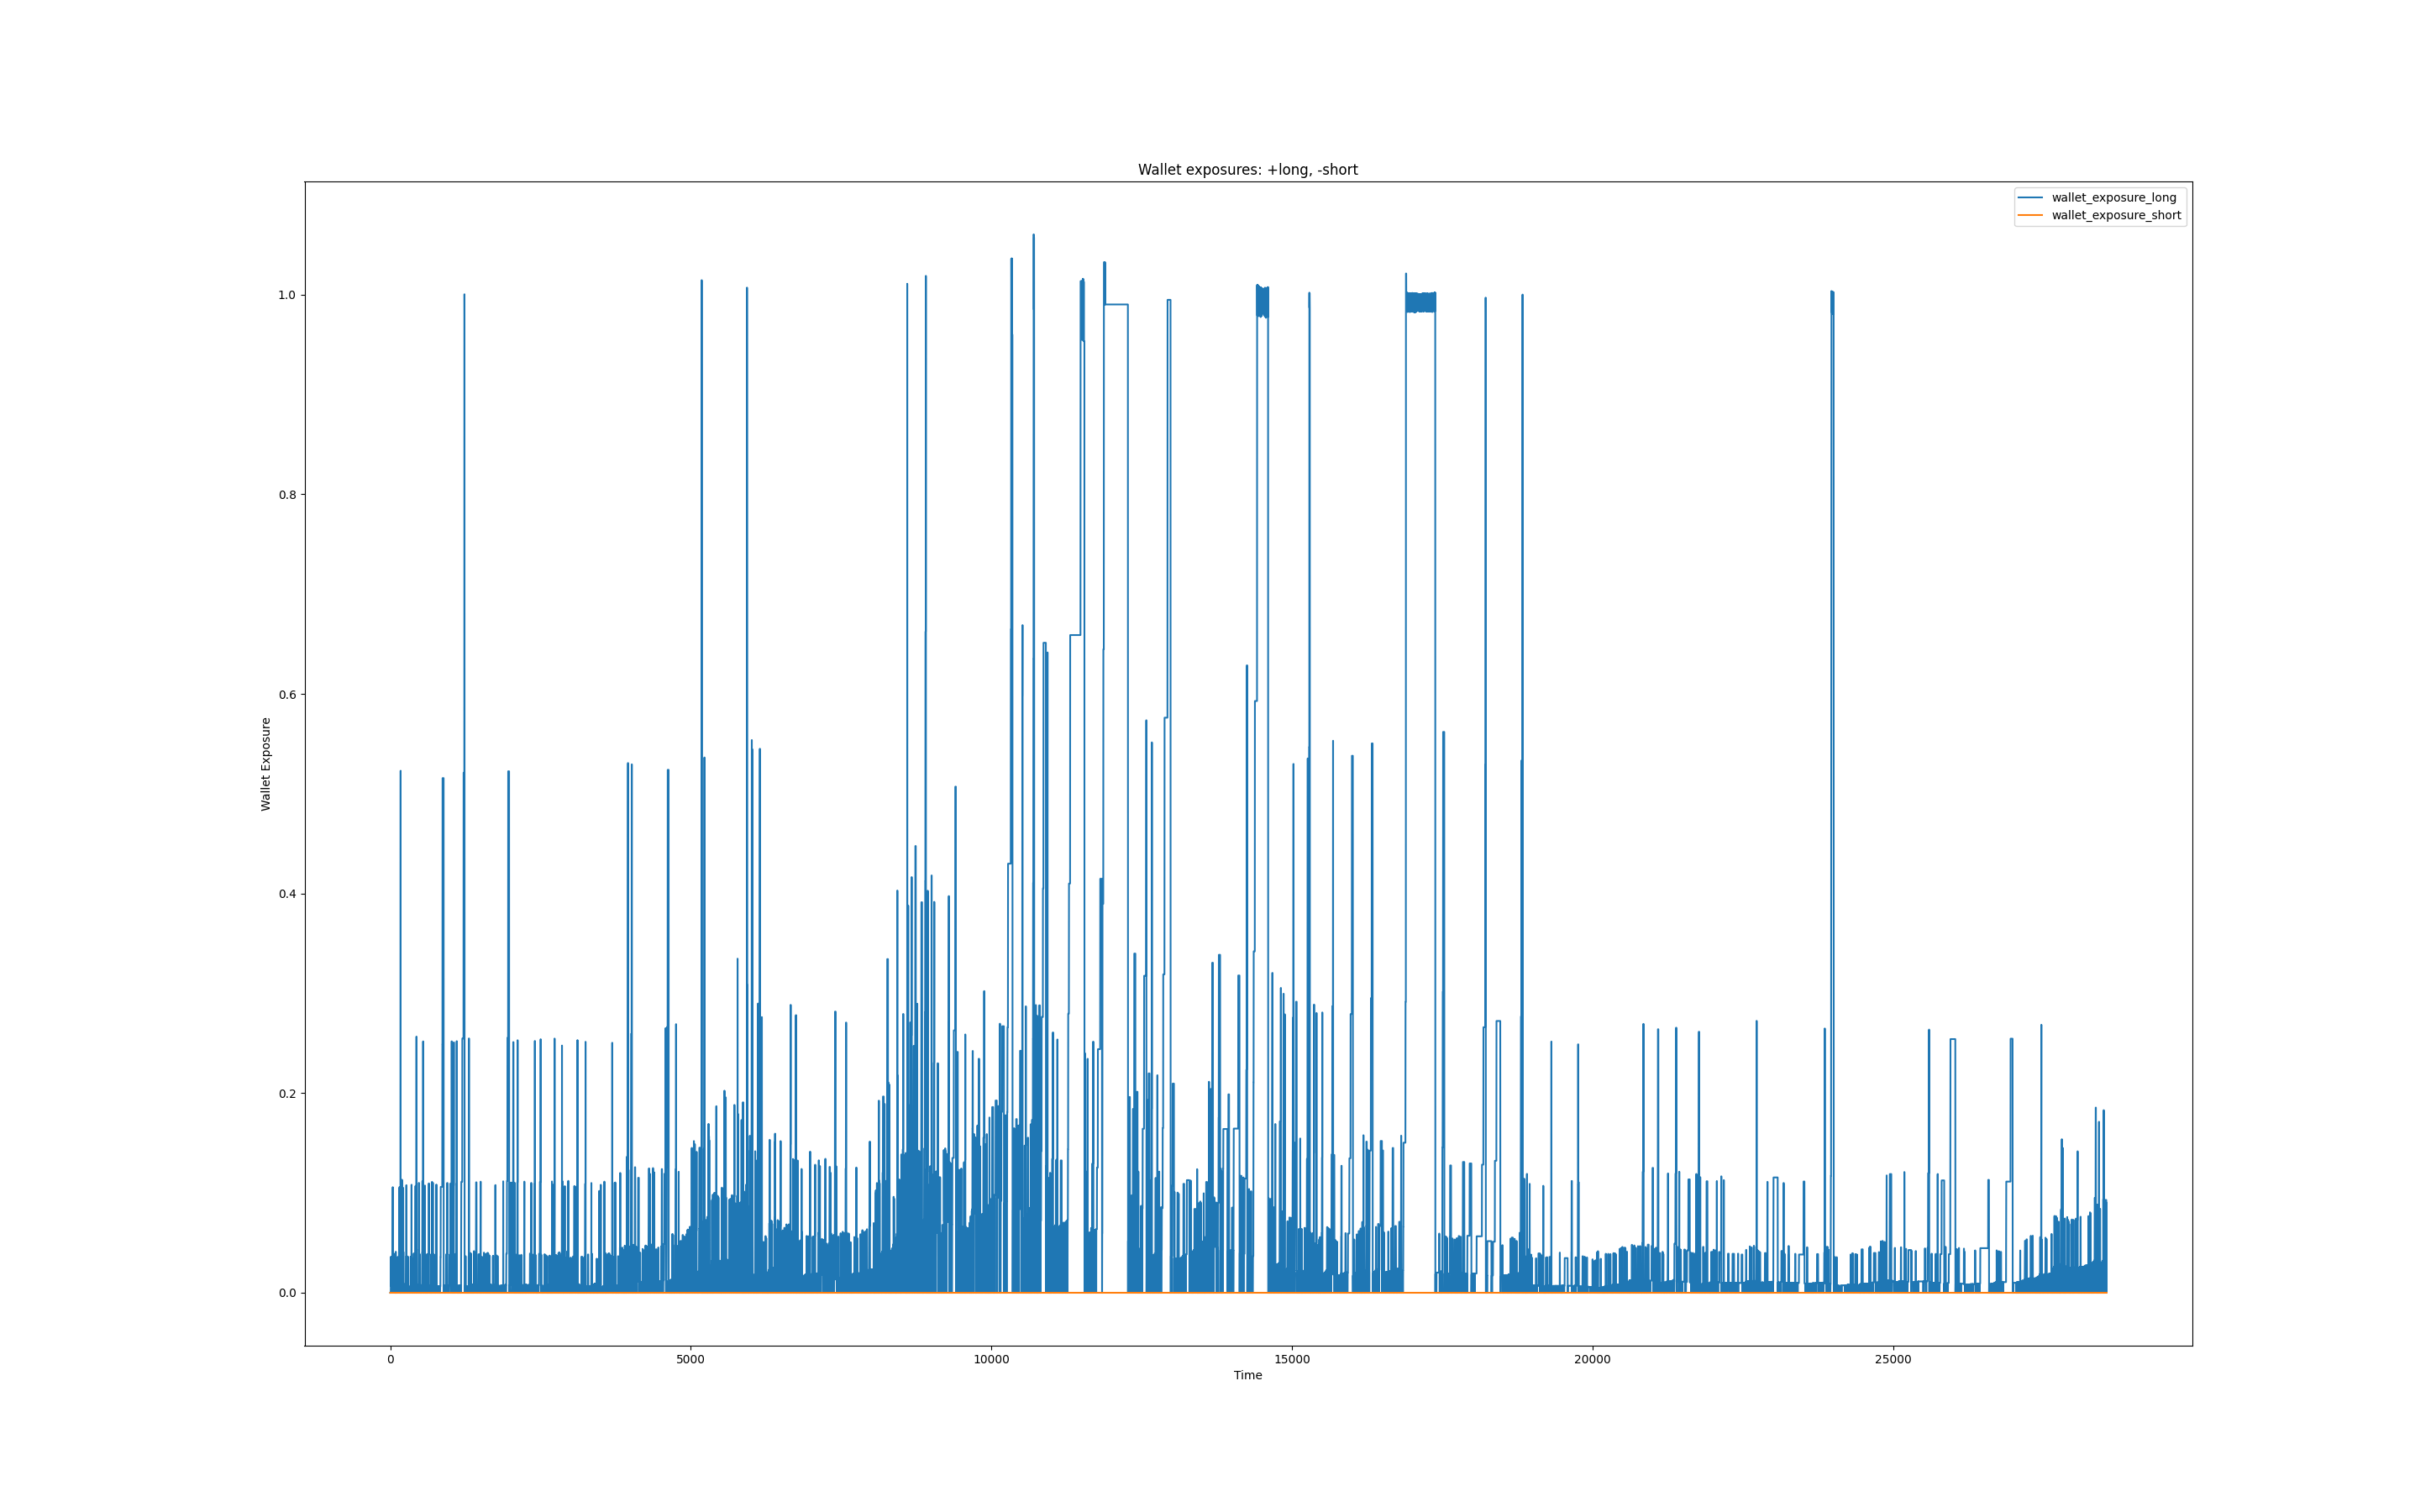 Wallet exposures: +long, -short
wallet_exposure_long
wallet_exposure_short
1.0
0.8
0.6
0.4
0.2
0.0
Wallet Exposure
0 5000 10000 15000 20000 25000
Time